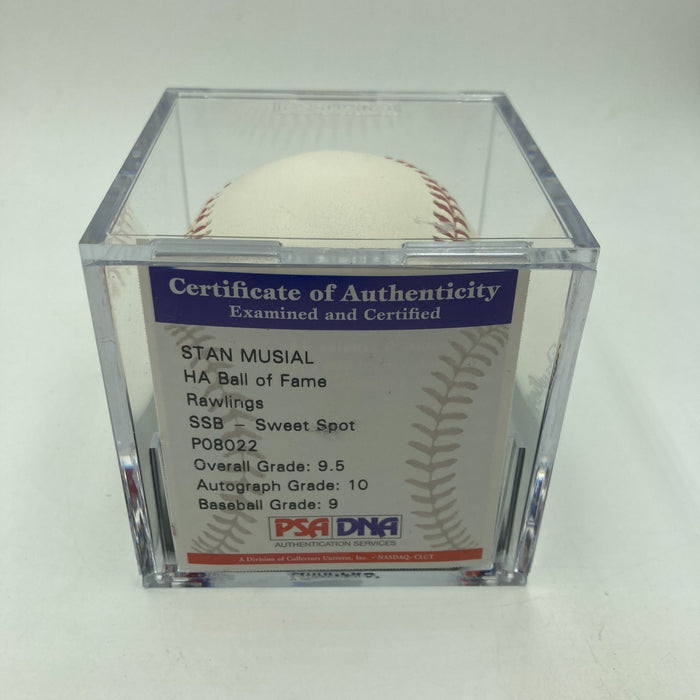 Certificate of Authenticity
Examined and Certified
STAN MUSIAL
HA Ball of Fame
Rawlings
SSB - Sweet Spot
P08022
Overall Grade: 9.5
Autograph Grade: 10
Baseball Grade: 9
PSA DNA
AUTHENTICATION SERVICES
A Division of Collectors Universe, Inc. • NASDAQ: CLCT